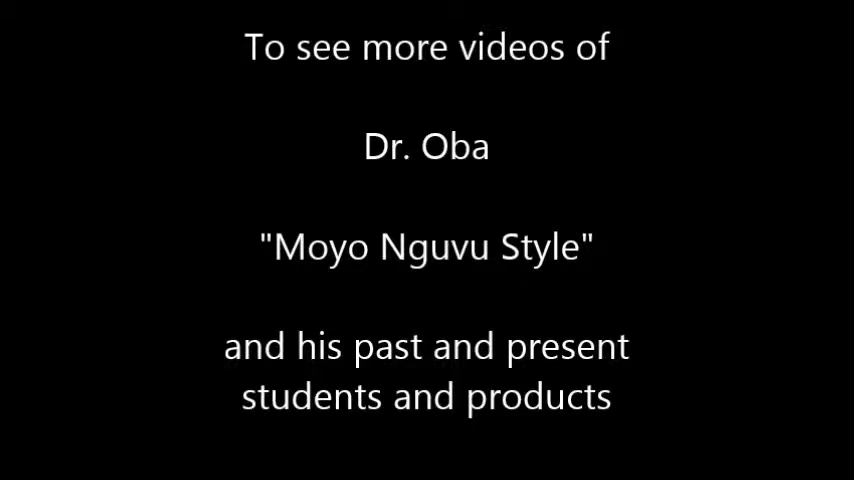 To see more videos of
Dr. Oba
"Moyo Nguvu Style"
and his past and present
students and products